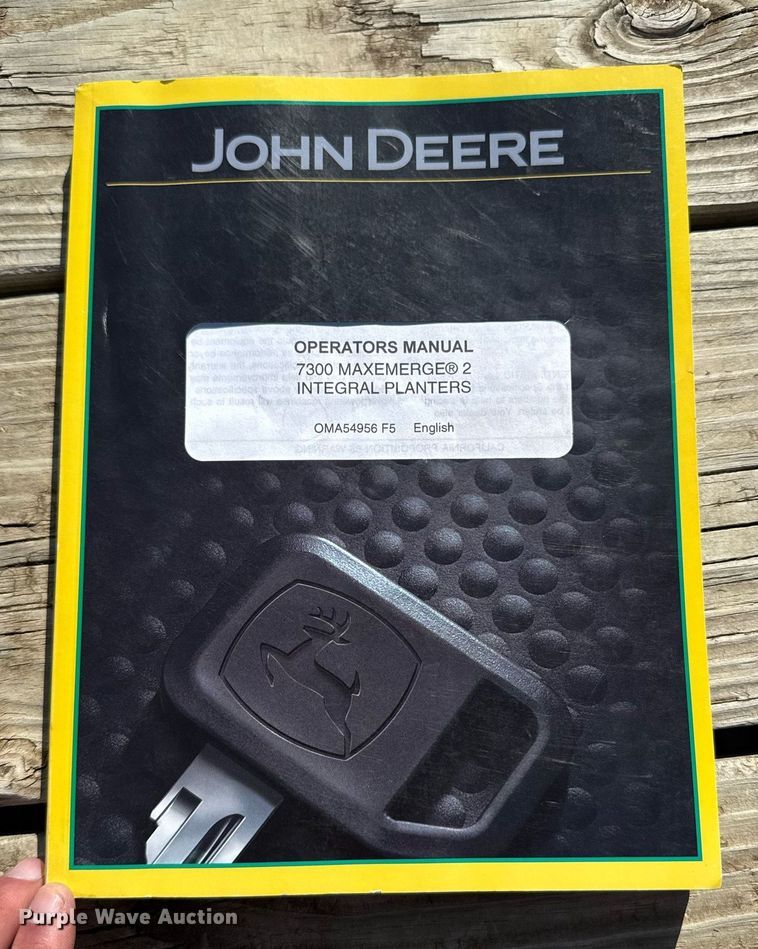 JOHN DEERE
OPERATORS MANUAL
7300 MAXEMERGE® 2
INTEGRAL PLANTERS
OMA54956 F5 English
Purple Wave Auction